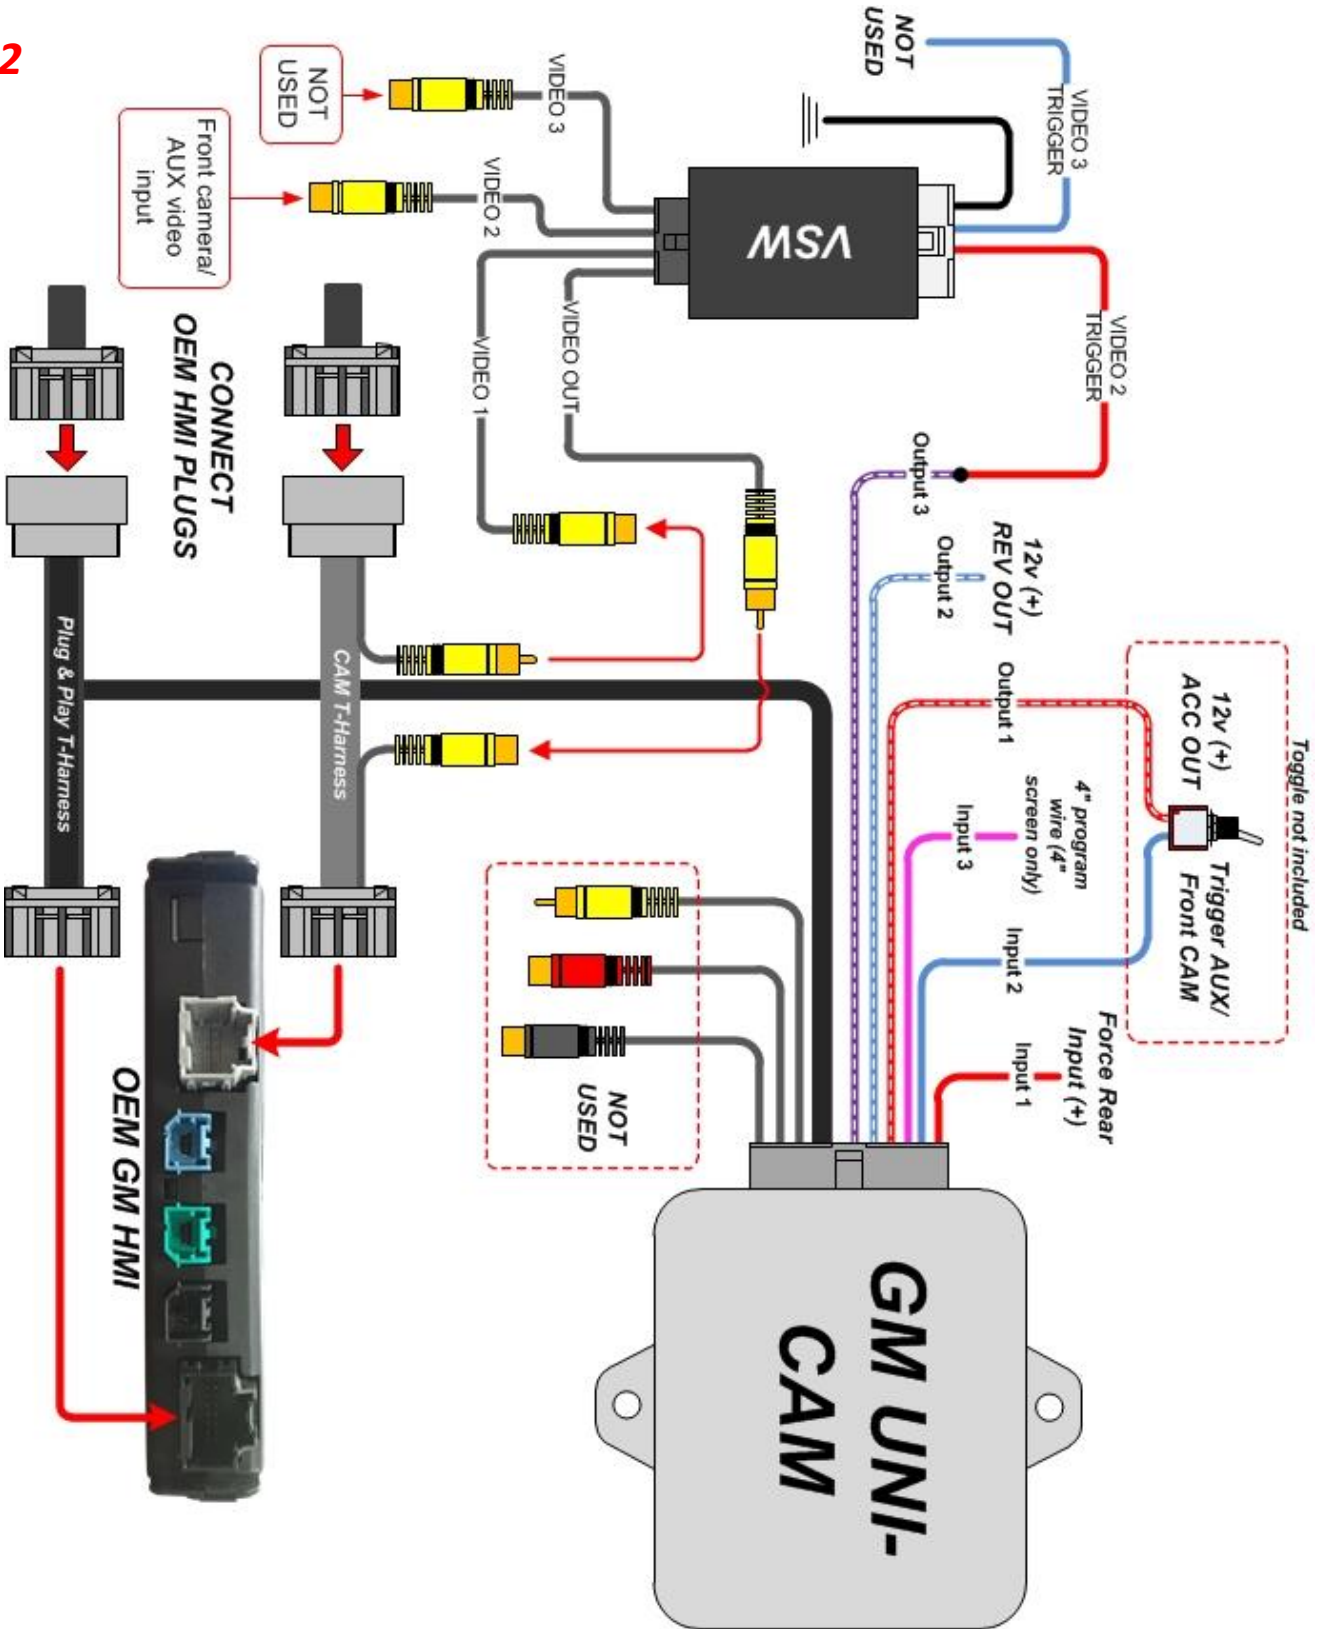 2
NOT
USED
VIDEO 3
TRIGGER
VIDEO 3
NOT
USED
VIDEO 2
Front camera/
AUX video
input
VSW
VIDEO 2
TRIGGER
VIDEO 1
VIDEO OUT
CONNECT
OEM HMI PLUGS
Output 3
12v (+)
REV OUT
Output 2
Output 1
Toggle not included
12v (+)
ACC OUT
Trigger AUX/
Front CAM
4" program
wire (4"
screen only)
Input 3
Input 2
Force Rear
Input (+)
Input 1
Plug & Play T-Harness
CAM T-Harness
NOT
USED
OEM GM HMI
GM UNI-
CAM